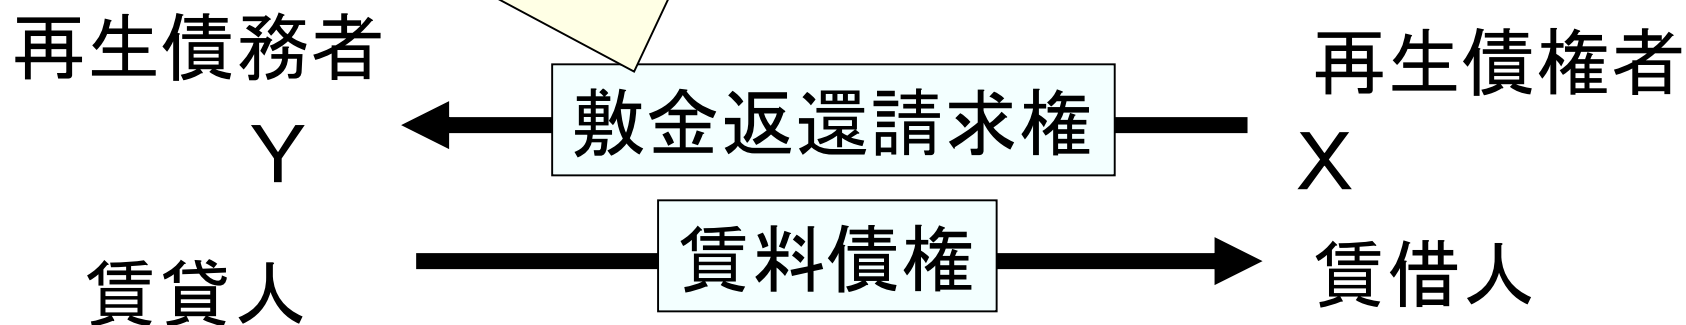 再生債務者
再生債権者
敷金返還請求権
Y
X
賃料債権
賃貸人
賃借人